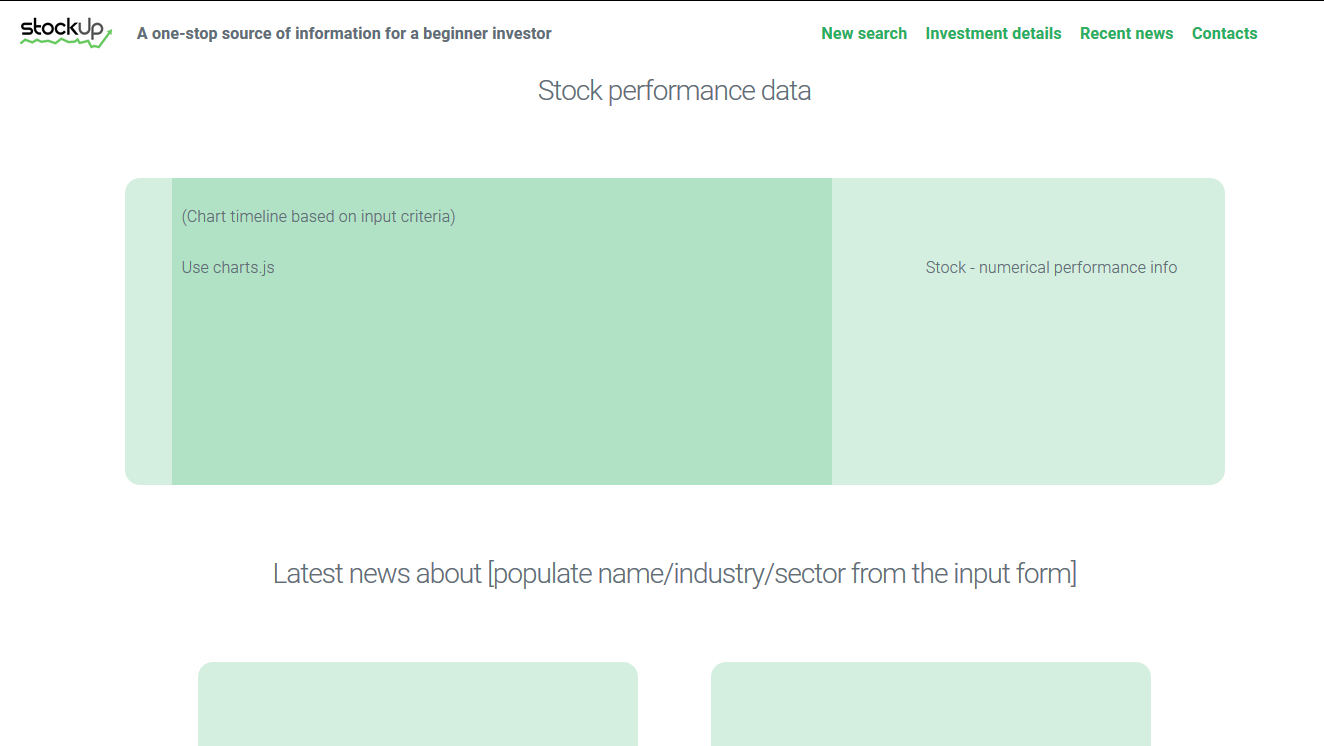 stockUp
A one-stop source of information for a beginner investor
New search
Investment details
Recent news
Contacts
Stock performance data
(Chart timeline based on input criteria)
Use charts.js
Stock - numerical performance info
Latest news about [populate name/industry/sector from the input form]